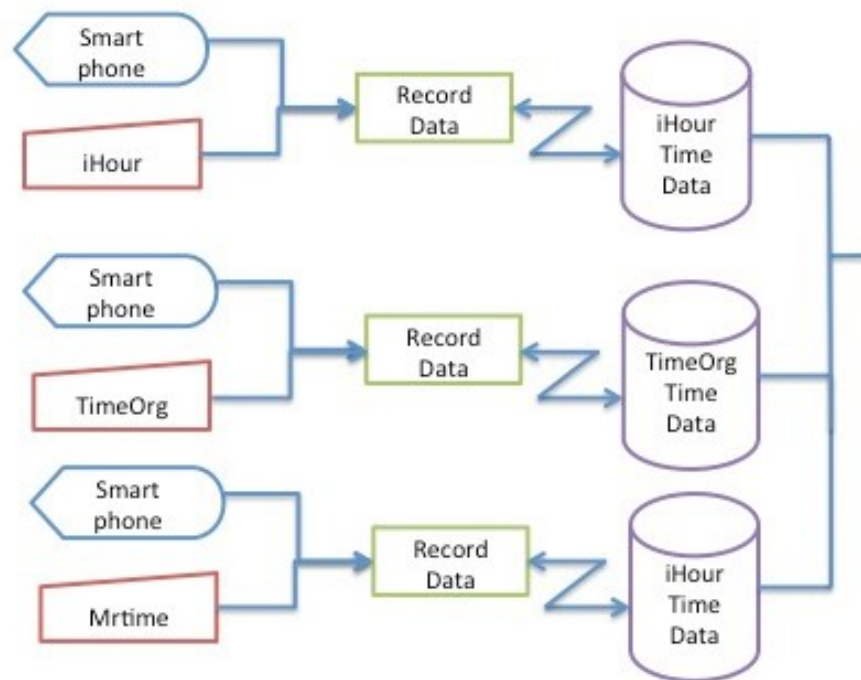 Smart
phone
iHour
Record
Data
iHour
Time
Data
Smart
phone
TimeOrg
Record
Data
TimeOrg
Time
Data
Smart
phone
Mrtime
Record
Data
iHour
Time
Data